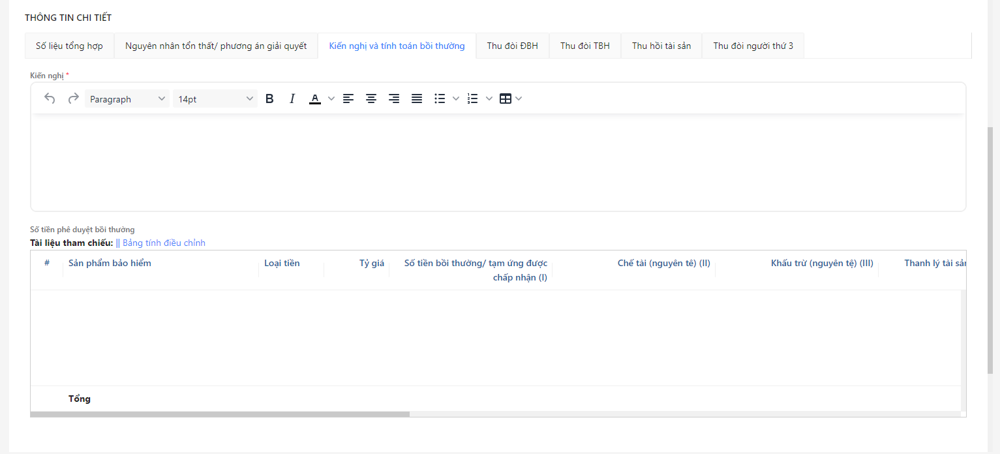 THÔNG TIN CHI TIẾT
Số liệu tổng hợp Nguyên nhân tổn thất/ phương án giải quyết Kiến nghị và tính toán bồi thường Thu đòi ĐBH Thu đòi TBH Thu hồi tài sản Thu đòi người thứ 3
Kiến nghị *
Paragraph 14pt B I A
Số tiền phê duyệt bồi thường
Tài liệu tham chiếu: || Bảng tính điều chỉnh
# Sản phẩm bảo hiểm Loại tiền Tỷ giá Số tiền bồi thường/ tạm ứng được Chế tài (nguyên tê) (II) Khấu trừ (nguyên tệ) (III) Thanh lý tài sản
chấp nhận (I)
Tổng